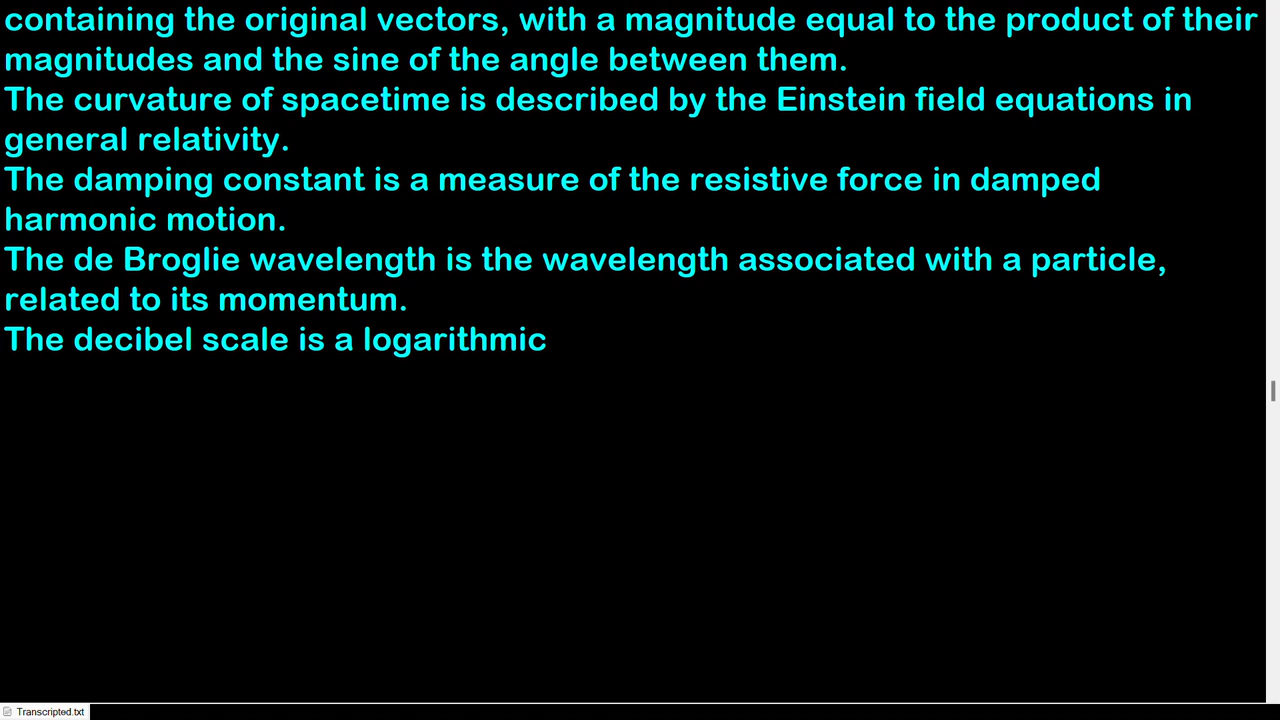 containing the original vectors, with a magnitude equal to the product of their
magnitudes and the sine of the angle between them.
The curvature of spacetime is described by the Einstein field equations in
general relativity.
The damping constant is a measure of the resistive force in damped
harmonic motion.
The de Broglie wavelength is the wavelength associated with a particle,
related to its momentum.
The decibel scale is a logarithmic
Transcripted.txt